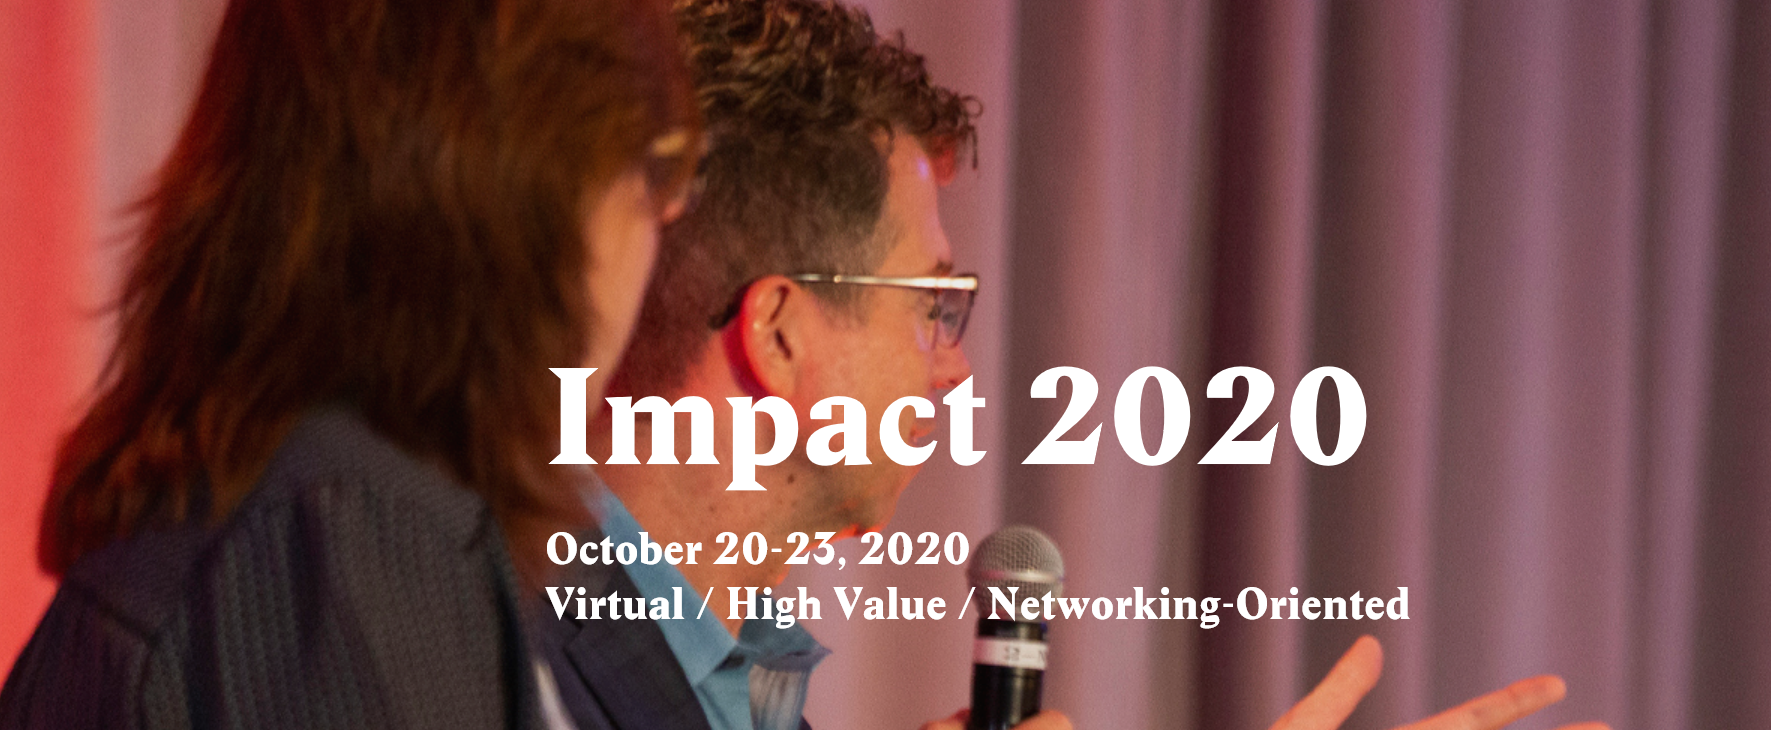 Impact 2020
October 20-23, 2020
Virtual / High Value / Networking-Oriented